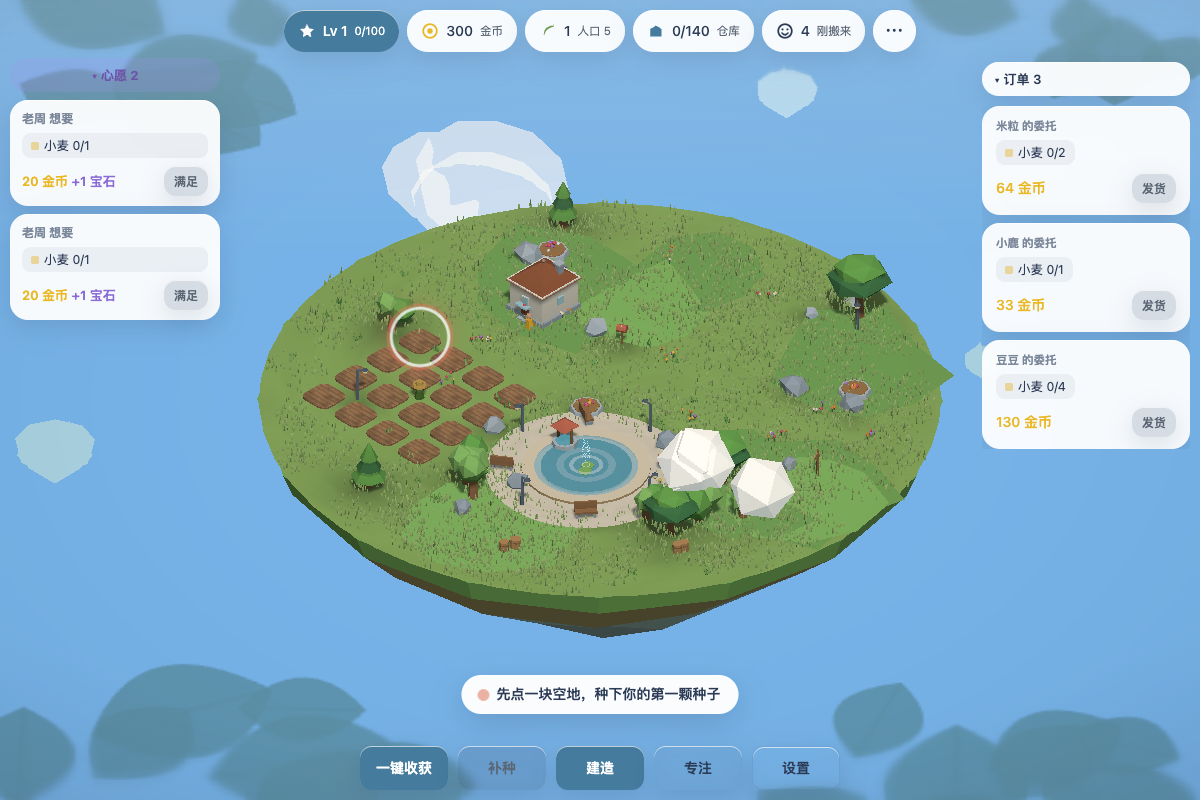 Lv 1 0/100
300 金币
1 人口 5
0/140 仓库
4 刚搬来
•••
▾ 心愿 2
老周 想要
小麦 0/1
20 金币 +1 宝石
满足
老周 想要
小麦 0/1
20 金币 +1 宝石
满足
▾ 订单 3
米粒 的委托
小麦 0/2
64 金币
发货
小鹿 的委托
小麦 0/1
33 金币
发货
豆豆 的委托
小麦 0/4
130 金币
发货
先点一块空地，种下你的第一颗种子
一键收获
补种
建造
专注
设置